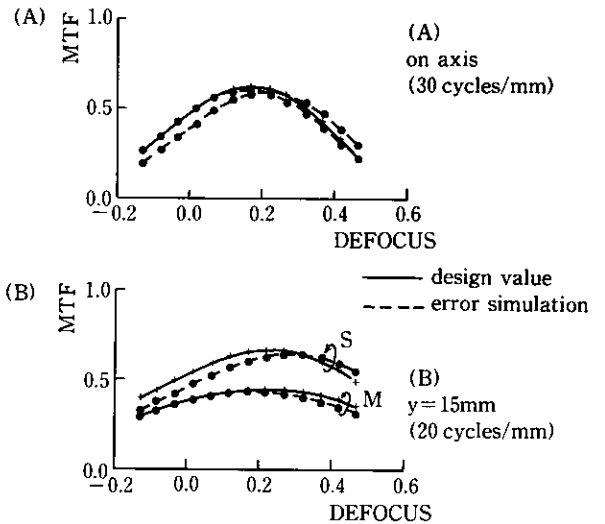 (A)
MTF
1.0
0.5
0.0
−0.2
0.0
0.2
0.4
0.6
DEFOCUS
(A)
on axis
(30 cycles/mm)
(B)
MTF
1.0
0.5
0.0
−0.2
0.0
0.2
0.4
0.6
DEFOCUS
S
M
design value
error simulation
(B)
y=15mm
(20 cycles/mm)